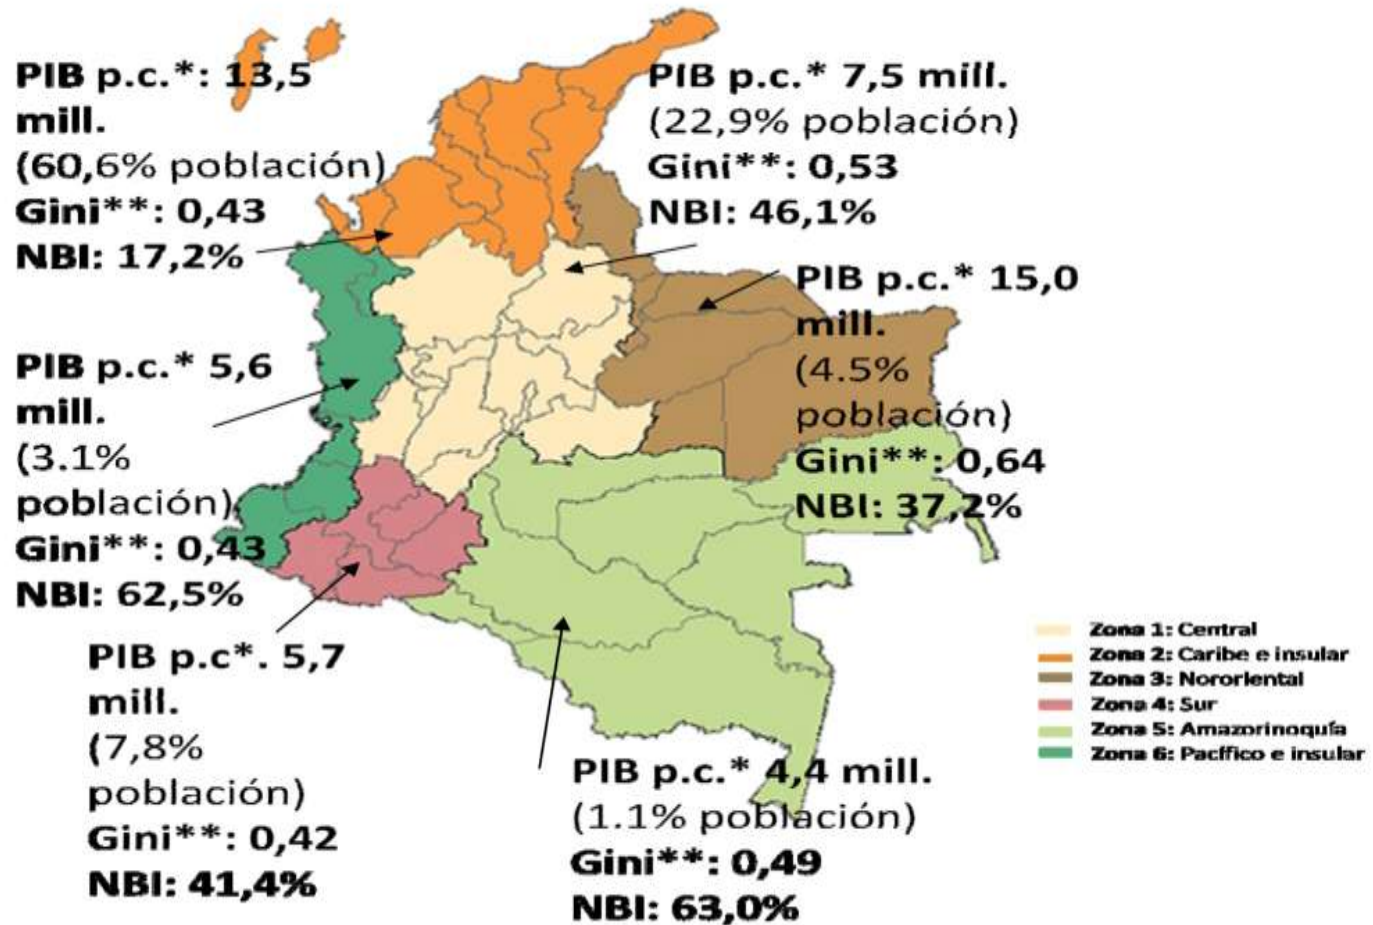 PIB p.c.*: 13,5
mill.
(60,6% población)
Gini**: 0,43
NBI: 17,2%
PIB p.c.* 7,5 mill.
(22,9% población)
Gini**: 0,53
NBI: 46,1%
PIB p.c.* 15,0
mill.
(4.5%
población)
Gini**: 0,64
NBI: 37,2%
PIB p.c.* 5,6
mill.
(3.1%
población)
Gini**: 0,43
NBI: 62,5%
PIB p.c*. 5,7
mill.
(7,8%
población)
Gini**: 0,42
NBI: 41,4%
PIB p.c.* 4,4 mill.
(1.1% población)
Gini**: 0,49
NBI: 63,0%
Zona 1: Central
Zona 2: Caribe e insular
Zona 3: Nororiental
Zona 4: Sur
Zona 5: Amazorinoquía
Zona 6: Pacífico e insular